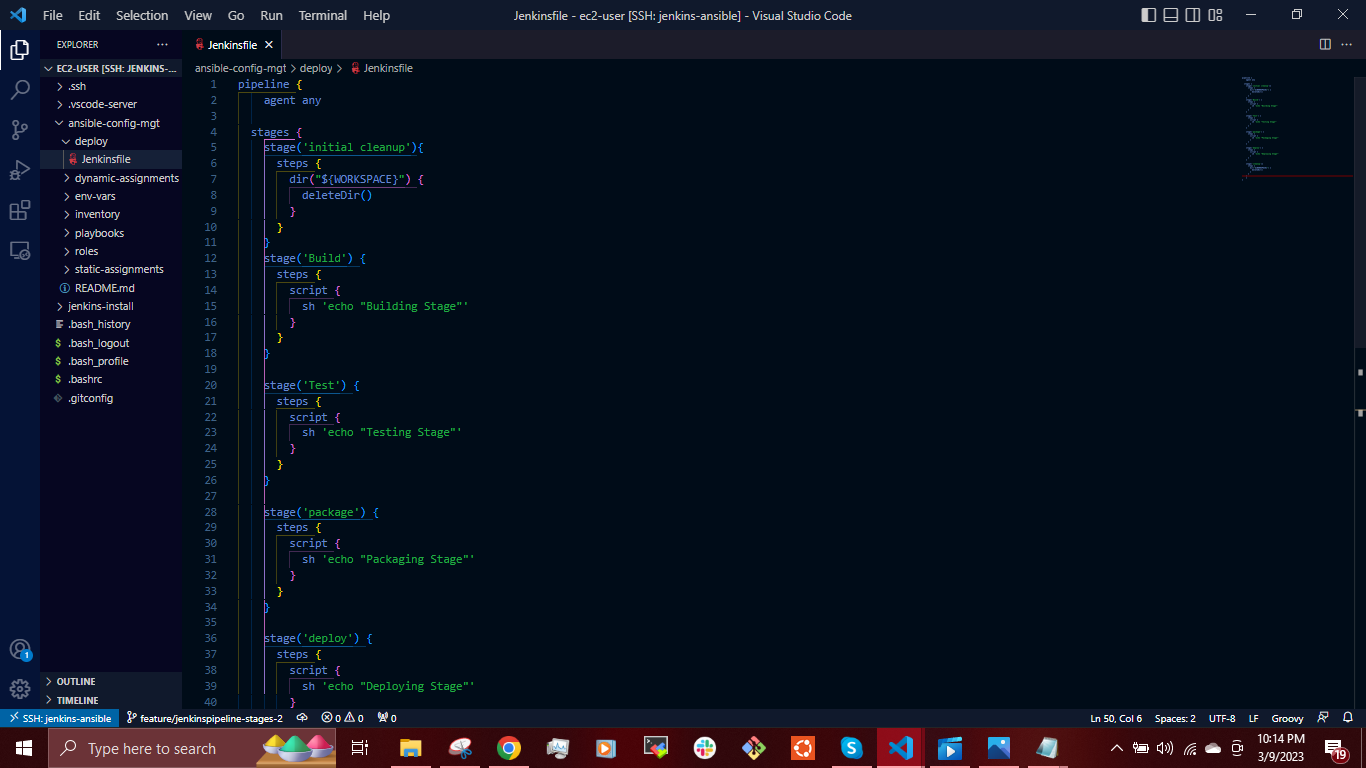 File Edit Selection View Go Run Terminal Help Jenkinsfile - ec2-user [SSH: jenkins-ansible] - Visual Studio Code
EXPLORER
Jenkinsfile
EC2-USER [SSH: JENKINS-...
.ssh
.vscode-server
ansible-config-mgt
deploy
Jenkinsfile
dynamic-assignments
env-vars
inventory
playbooks
roles
static-assignments
README.md
jenkins-install
.bash_history
$ .bash_logout
$ .bash_profile
$ .bashrc
.gitconfig
OUTLINE
TIMELINE
1
ansible-config-mgt > deploy > Jenkinsfile
1 pipeline {
2 agent any
3
4 stages {
5 stage('initial cleanup'){
6 steps {
7 dir("${WORKSPACE}") {
8 deleteDir()
9 }
10 }
11 }
12 stage('Build') {
13 steps {
14 script {
15 sh 'echo "Building Stage"'
16 }
17 }
18 }
19
20 stage('Test') {
21 steps {
22 script {
23 sh 'echo "Testing Stage"'
24 }
25 }
26 }
27
28 stage('package') {
29 steps {
30 script {
31 sh 'echo "Packaging Stage"'
32 }
33 }
34 }
35
36 stage('deploy') {
37 steps {
38 script {
39 sh 'echo "Deploying Stage"'
40 }
SSH: jenkins-ansible feature/jenkinspipeline-stages-2 0 0 0 Ln 50, Col 6 Spaces: 2 UTF-8 LF Groovy
Type here to search
10:14 PM
3/9/2023
19